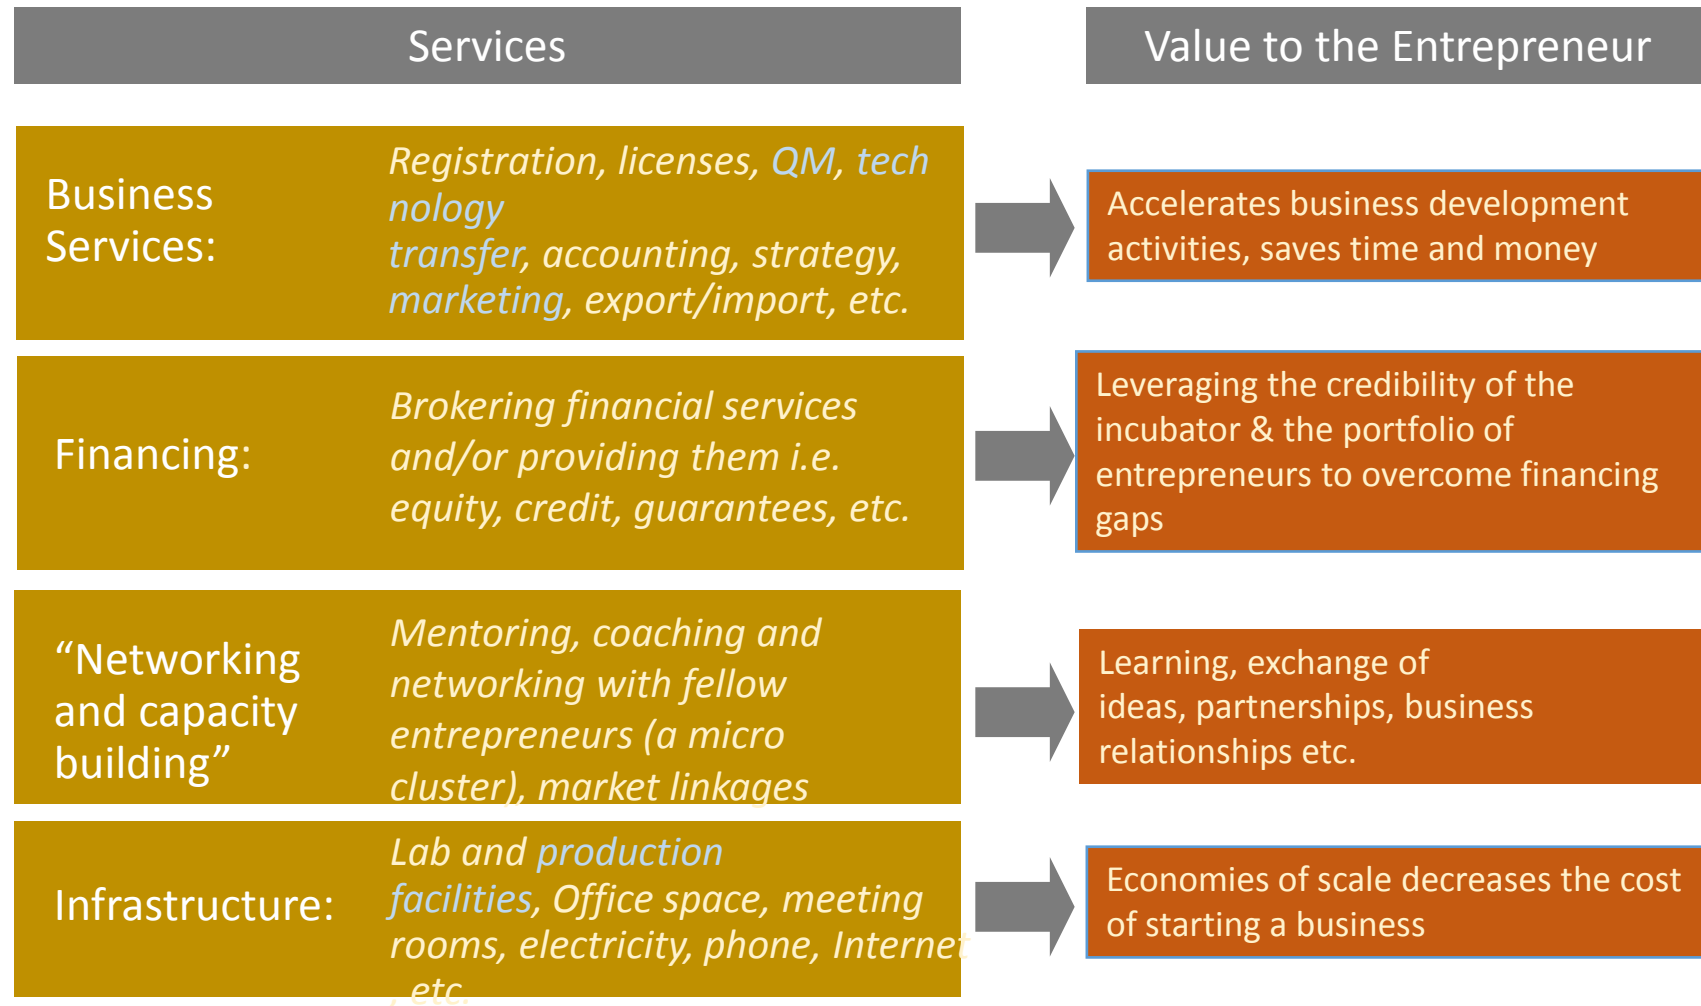 Services
Value to the Entrepreneur
Business
Services:
Registration, licenses, QM, tech
nology
transfer, accounting, strategy,
marketing, export/import, etc.
Accelerates business development
activities, saves time and money
Financing:
Brokering financial services
and/or providing them i.e.
equity, credit, guarantees, etc.
Leveraging the credibility of the
incubator & the portfolio of
entrepreneurs to overcome financing
gaps
“Networking
and capacity
building”
Mentoring, coaching and
networking with fellow
entrepreneurs (a micro
cluster), market linkages
Learning, exchange of
ideas, partnerships, business
relationships etc.
Infrastructure:
Lab and production
facilities, Office space, meeting
rooms, electricity, phone, Internet
, etc.
Economies of scale decreases the cost
of starting a business